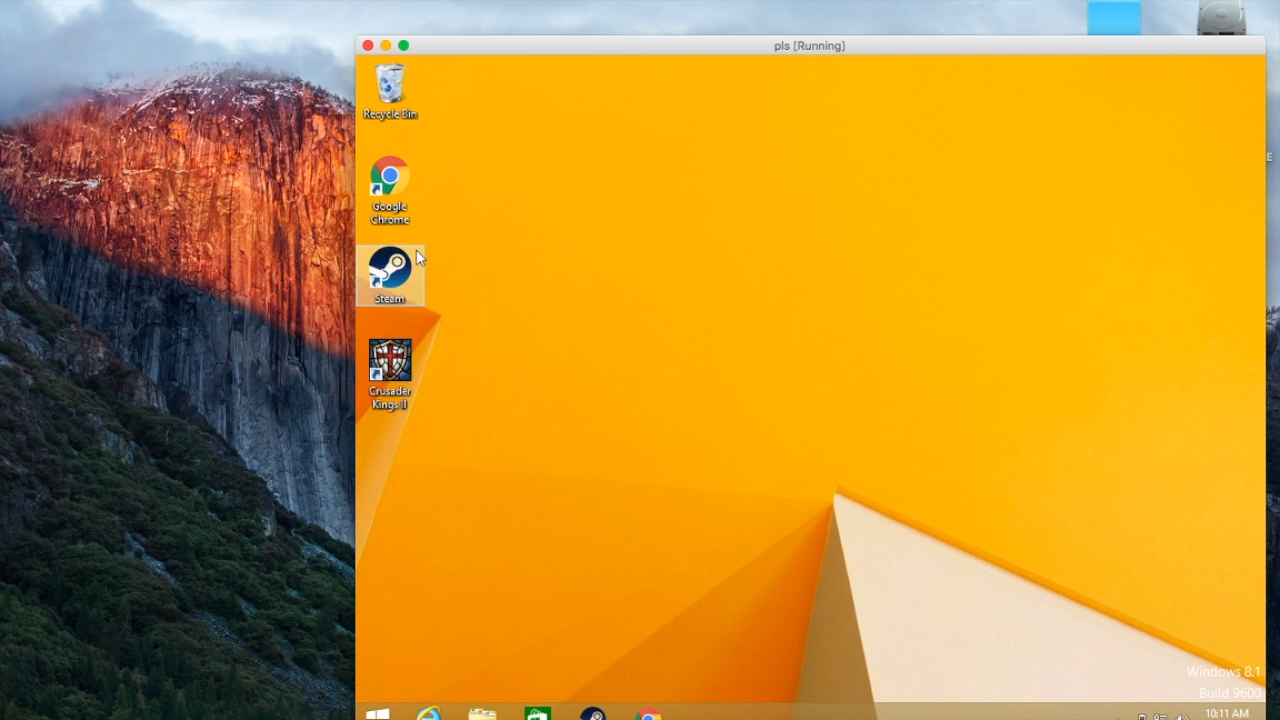 pls [Running]
Recycle Bin
Google
Chrome
Steam
Crusader
Kings II
E
Windows 8.1
Build 9600
10:11 AM